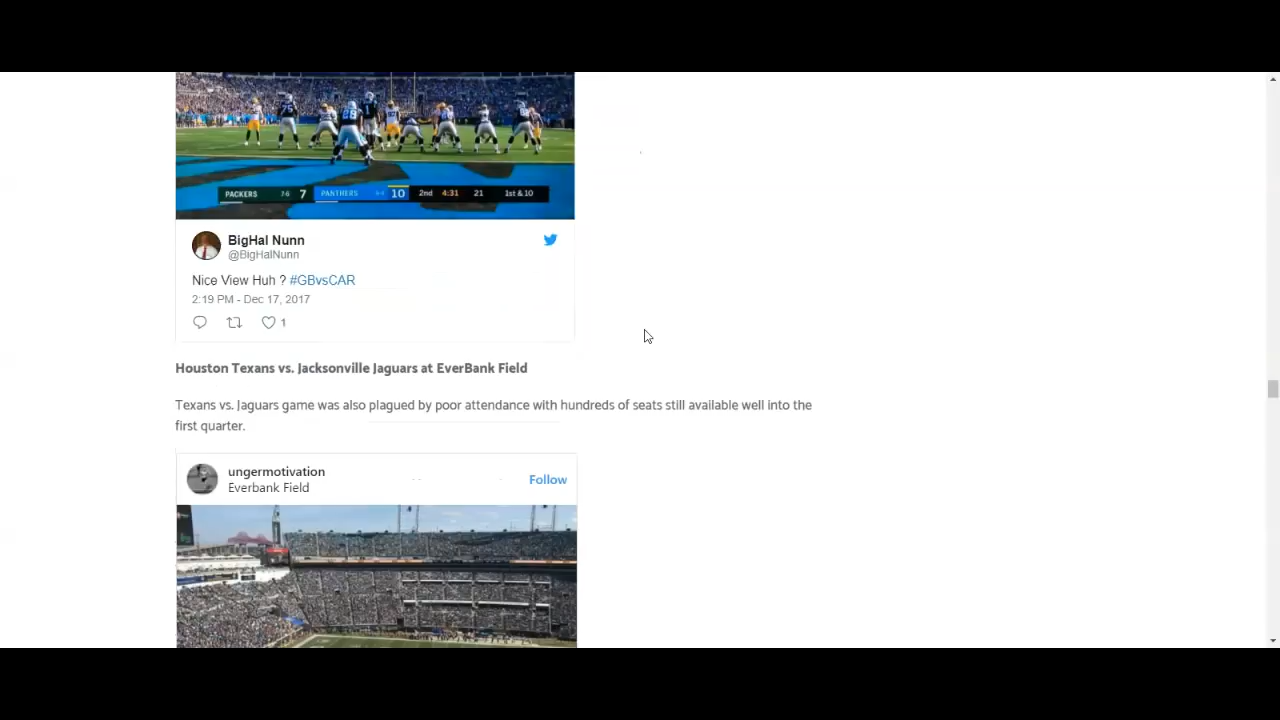 PACKERS 7-6 7 PANTHERS 10 2nd 4:31 21 1st & 10
BigHal Nunn
@BigHalNunn
Nice View Huh ? #GBvsCAR
2:19 PM - Dec 17, 2017
1
Houston Texans vs. Jacksonville Jaguars at EverBank Field
Texans vs. Jaguars game was also plagued by poor attendance with hundreds of seats still available well into the
first quarter.
ungermotivation
Everbank Field
Follow